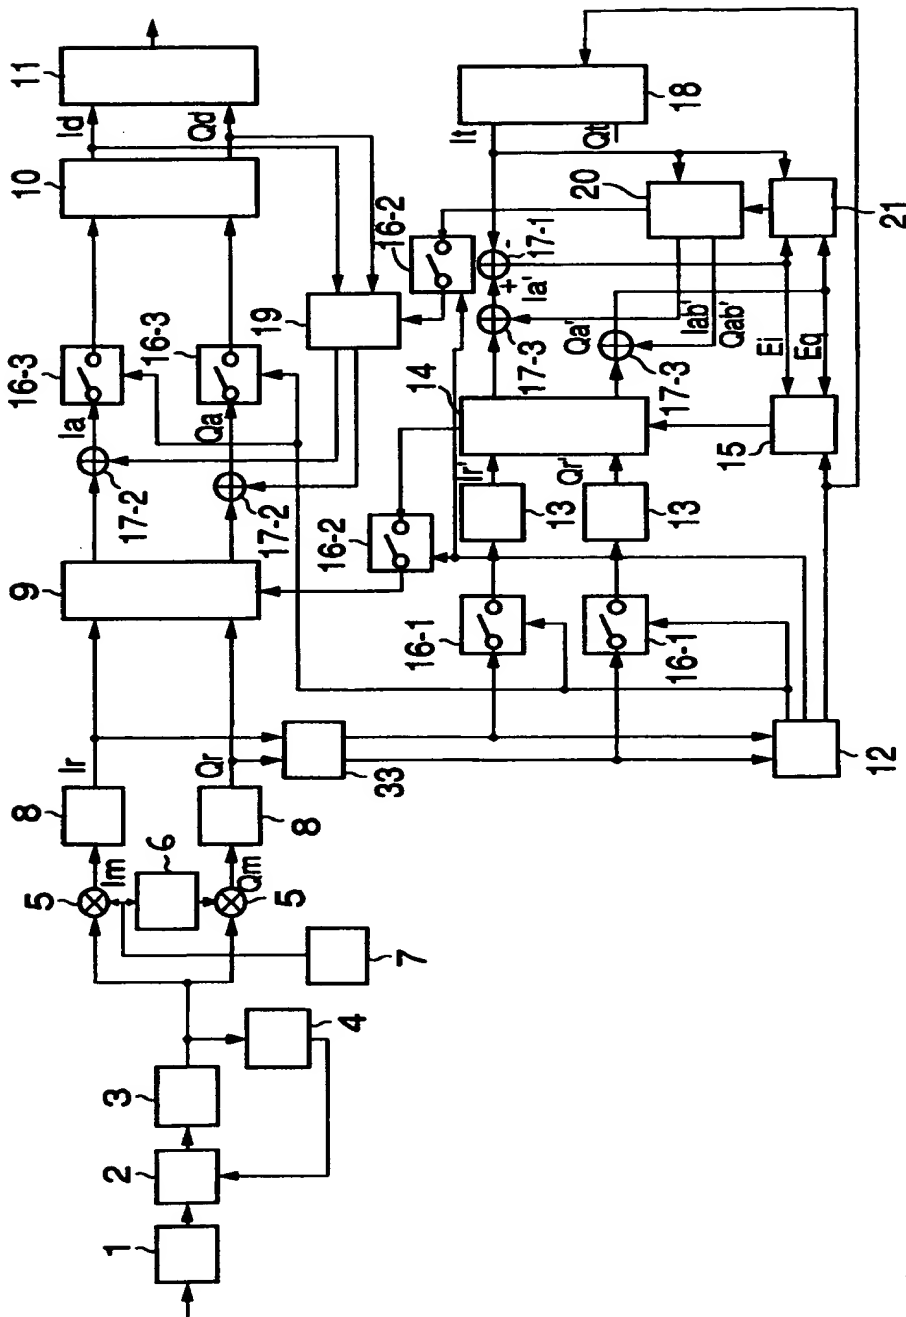 1
2
3
4
5
5
6
7
Im
Qm
8
8
Ir
Qr
9
17-2
17-2
Ia
Qa
16-3
16-3
10
Id
Qd
11
19
16-2
16-2
33
12
16-1
16-1
13
13
Ir'
Qr'
14
17-3
17-3
Qa'
Ia'
+
-
17-1
It
Qt
18
20
Iab'
Qab'
Ei
Eq
15
21